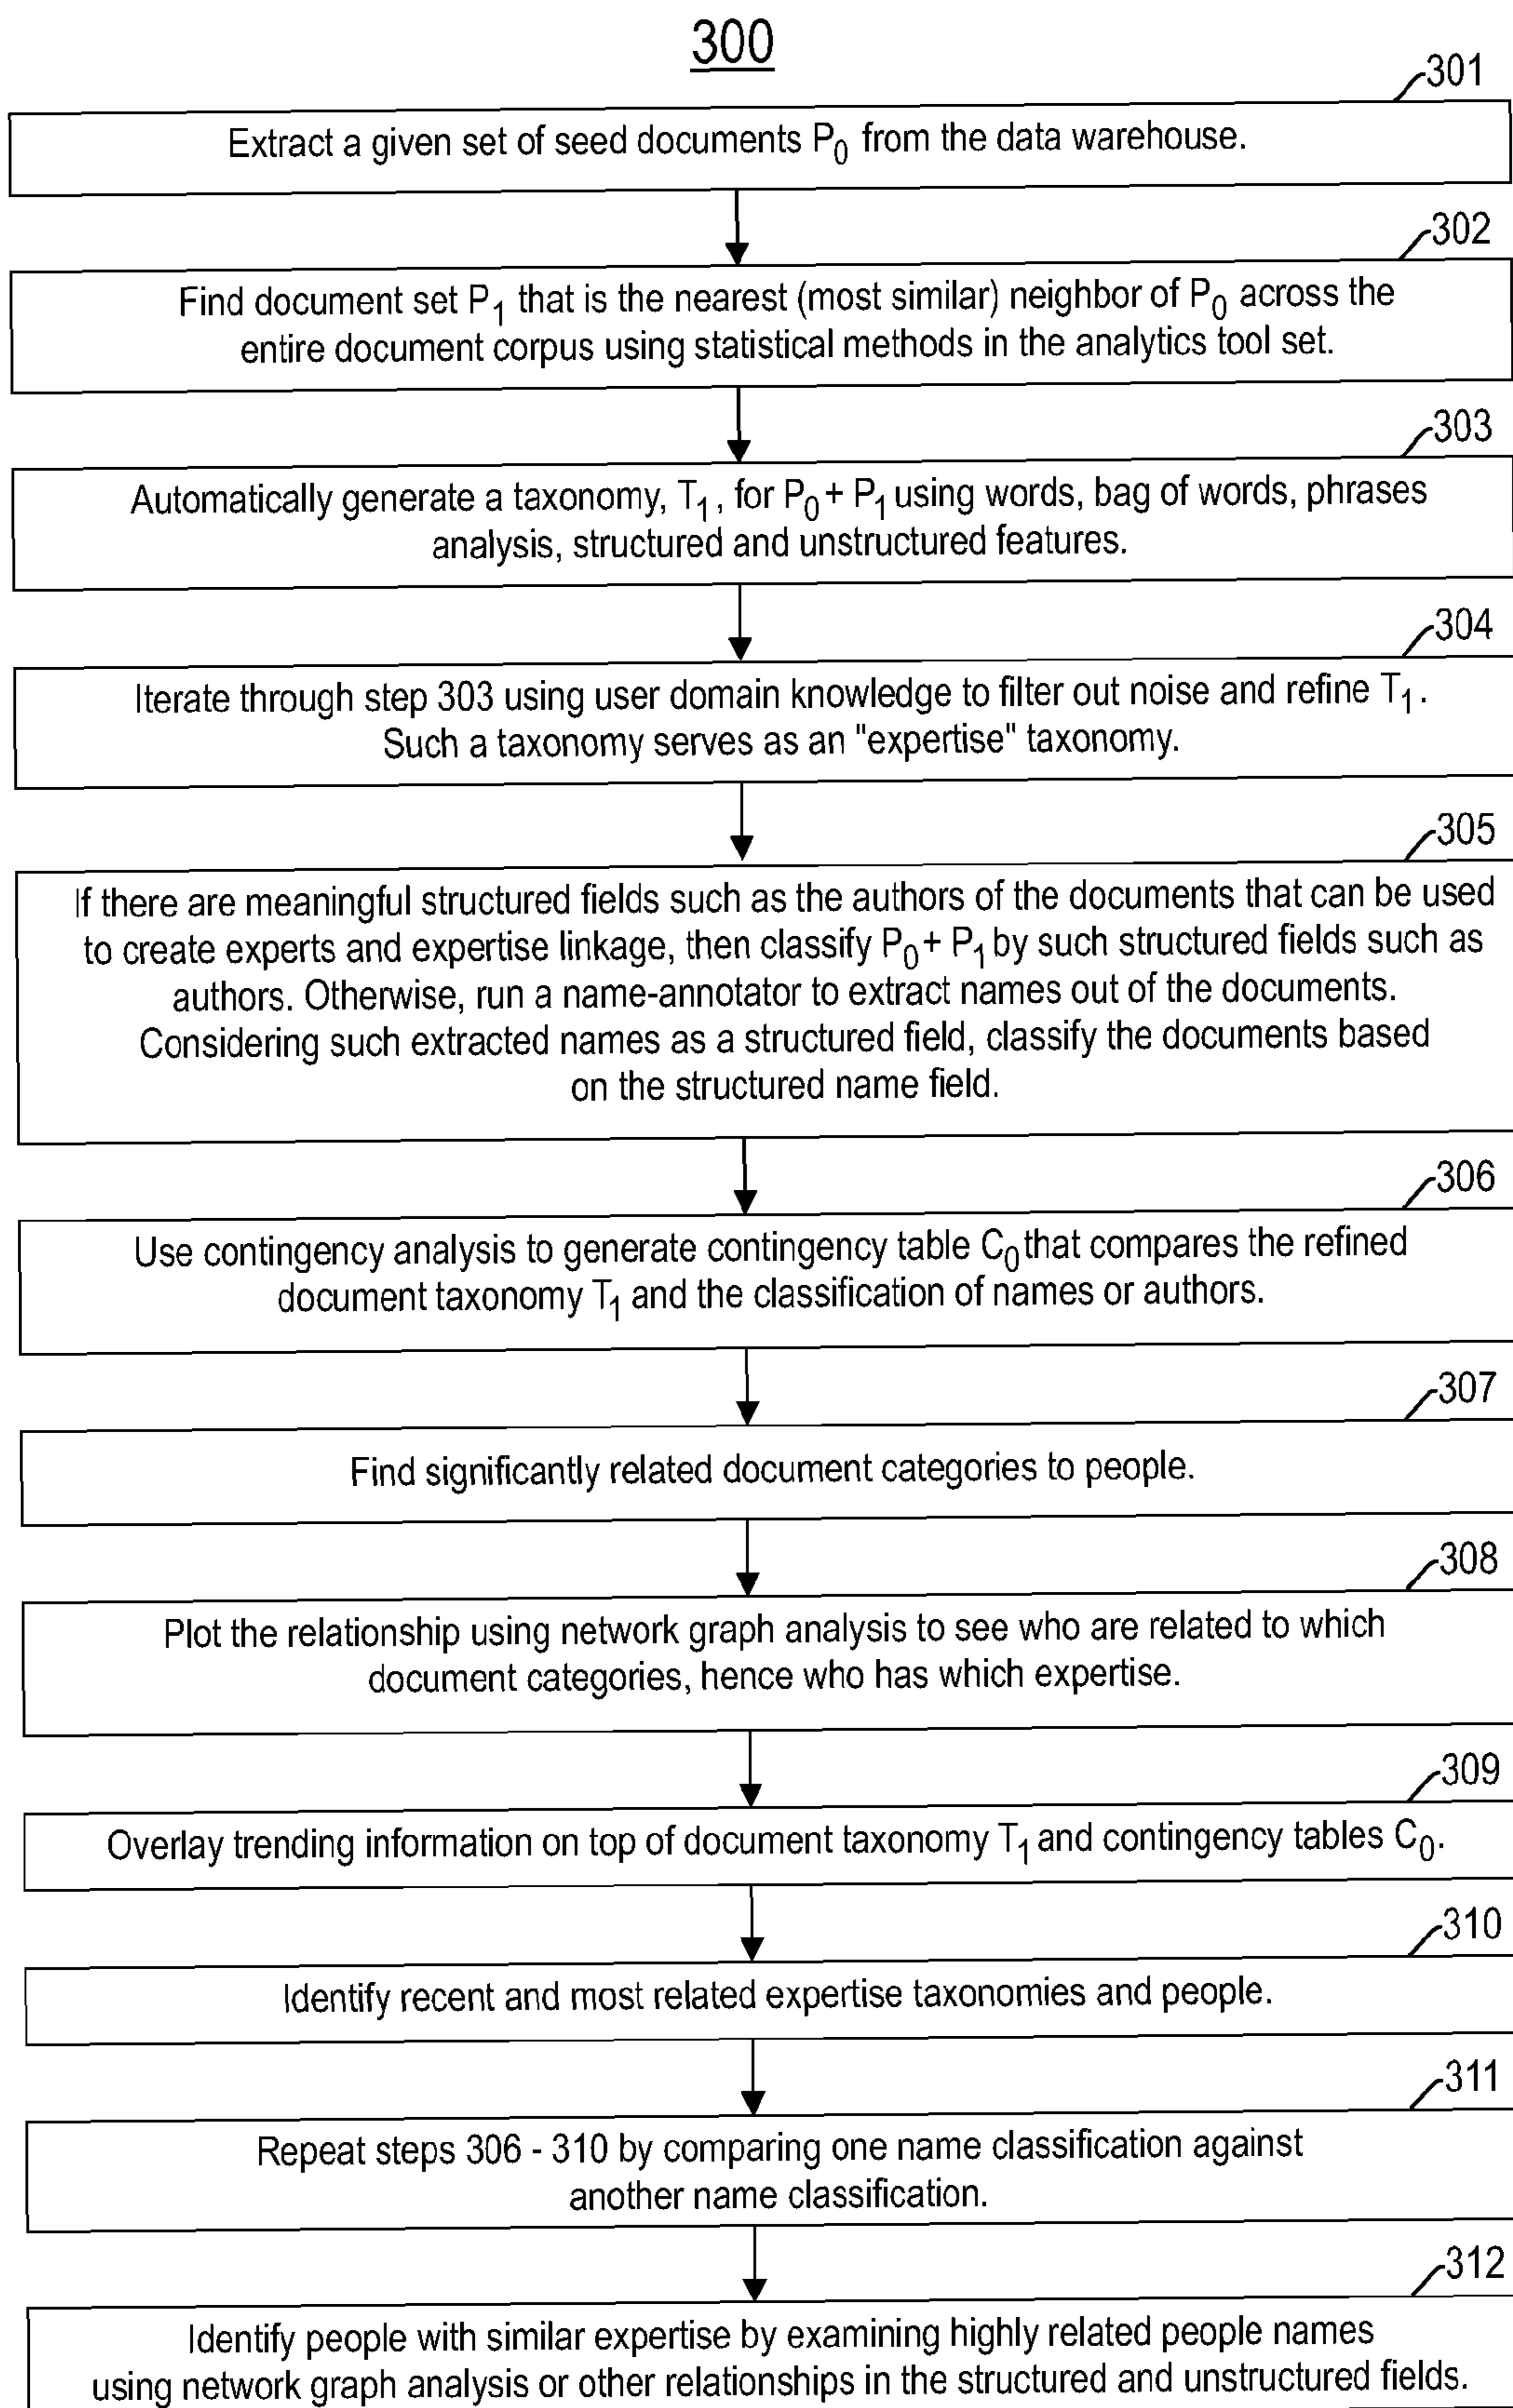 300
301
Extract a given set of seed documents P0 from the data warehouse.
302
Find document set P1 that is the nearest (most similar) neighbor of P0 across the
entire document corpus using statistical methods in the analytics tool set.
303
Automatically generate a taxonomy, T1, for P0 + P1 using words, bag of words, phrases
analysis, structured and unstructured features.
304
Iterate through step 303 using user domain knowledge to filter out noise and refine T1.
Such a taxonomy serves as an "expertise" taxonomy.
305
If there are meaningful structured fields such as the authors of the documents that can be used
to create experts and expertise linkage, then classify P0 + P1 by such structured fields such as
authors. Otherwise, run a name-annotator to extract names out of the documents.
Considering such extracted names as a structured field, classify the documents based
on the structured name field.
306
Use contingency analysis to generate contingency table C0 that compares the refined
document taxonomy T1 and the classification of names or authors.
307
Find significantly related document categories to people.
308
Plot the relationship using network graph analysis to see who are related to which
document categories, hence who has which expertise.
309
Overlay trending information on top of document taxonomy T1 and contingency tables C0.
310
Identify recent and most related expertise taxonomies and people.
311
Repeat steps 306 - 310 by comparing one name classification against
another name classification.
312
Identify people with similar expertise by examining highly related people names
using network graph analysis or other relationships in the structured and unstructured fields.